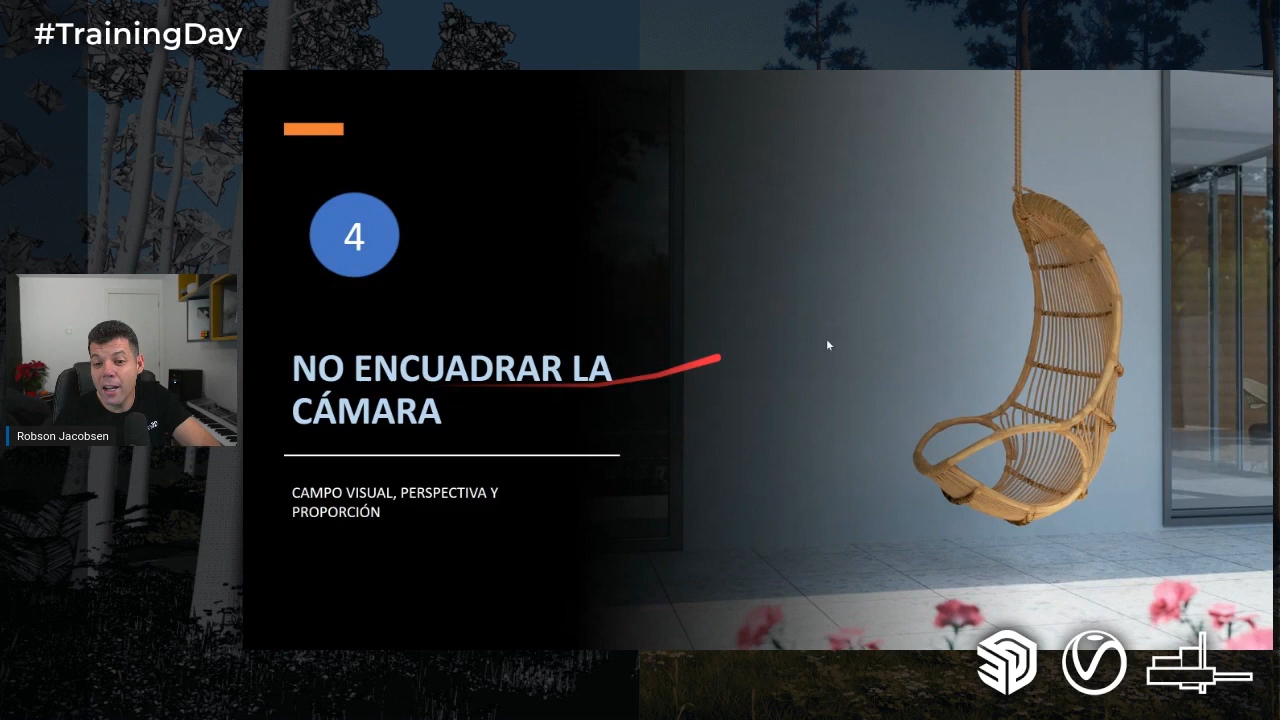 #TrainingDay
4
NO ENCUADRAR LA
CÁMARA
CAMPO VISUAL, PERSPECTIVA Y
PROPORCIÓN
Robson Jacobsen